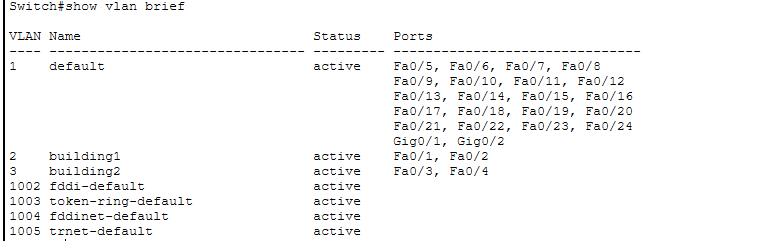 Switch#show vlan brief
VLAN Name                             Status    Ports
---- -------------------------------- --------- -------------------------------
1    default                          active    Fa0/5, Fa0/6, Fa0/7, Fa0/8
                                                Fa0/9, Fa0/10, Fa0/11, Fa0/12
                                                Fa0/13, Fa0/14, Fa0/15, Fa0/16
                                                Fa0/17, Fa0/18, Fa0/19, Fa0/20
                                                Fa0/21, Fa0/22, Fa0/23, Fa0/24
                                                Gig0/1, Gig0/2
2    building1                        active    Fa0/1, Fa0/2
3    building2                        active    Fa0/3, Fa0/4
1002 fddi-default                     active
1003 token-ring-default               active
1004 fddinet-default                  active
1005 trnet-default                    active